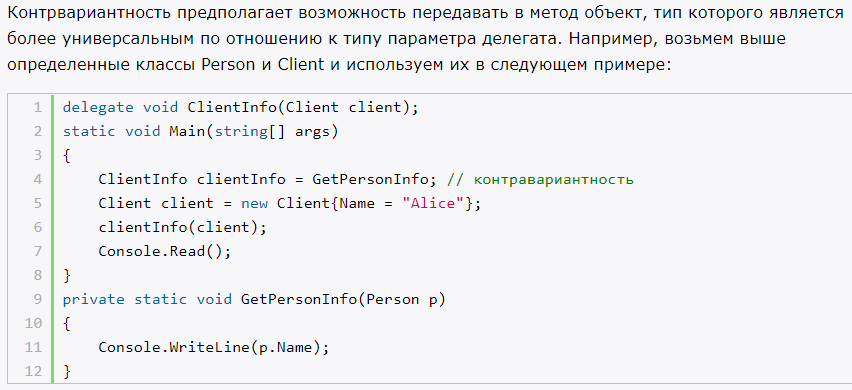 Контрвариантность предполагает возможность передавать в метод объект, тип которого является
более универсальным по отношению к типу параметра делегата. Например, возьмем выше
определенные классы Person и Client и используем их в следующем примере:
1 delegate void ClientInfo(Client client);
2 static void Main(string[] args)
3 {
4     ClientInfo clientInfo = GetPersonInfo; // контравариантность
5     Client client = new Client{Name = "Alice"};
6     clientInfo(client);
7     Console.Read();
8 }
9 private static void GetPersonInfo(Person p)
10 {
11     Console.WriteLine(p.Name);
12 }